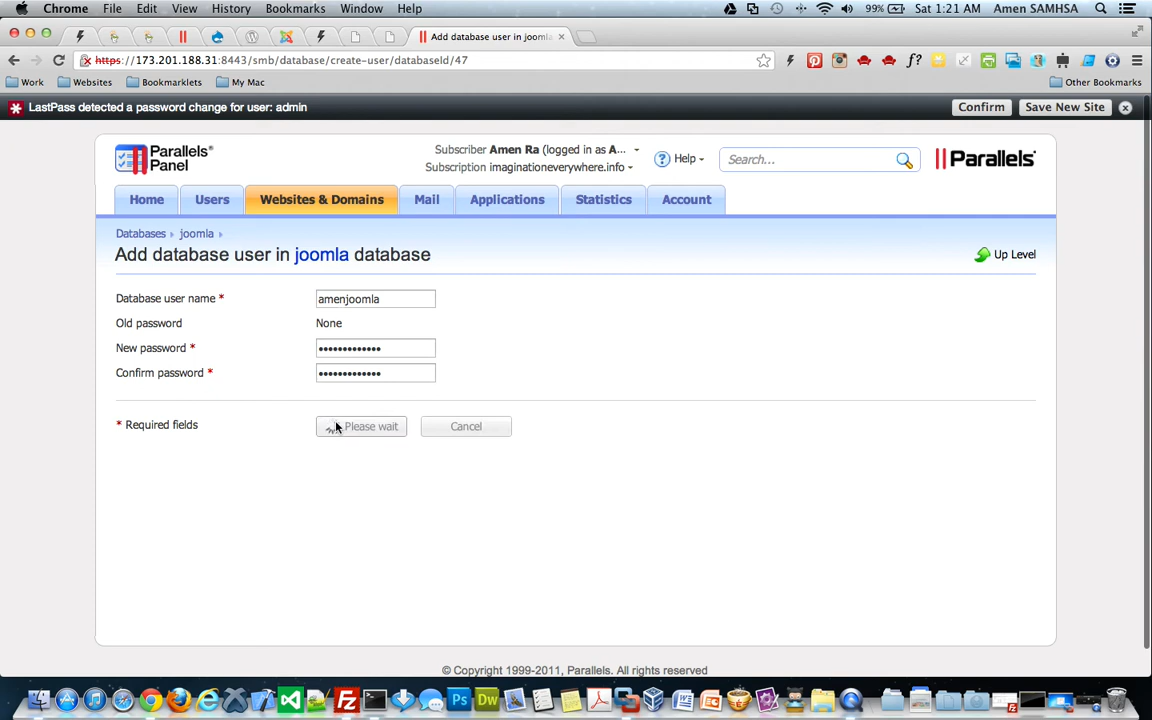 Chrome File Edit View History Bookmarks Window Help 99% Sat 1:21 AM Amen SAMHSA
Add database user in jooml
https://173.201.188.31:8443/smb/database/create-user/databaseId/47 f?
Work Websites Bookmarklets My Mac Other Bookmarks
LastPass detected a password change for user: admin Confirm Save New Site
Parallels Panel
Subscriber Amen Ra (logged in as A...
Subscription imaginationeverywhere.info
Help Search... Parallels
Home Users Websites & Domains Mail Applications Statistics Account
Databases joomla
Add database user in joomla database Up Level
Database user name * amenjoomla
Old password None
New password * •••••••••••••
Confirm password * •••••••••••••
* Required fields Please wait Cancel
© Copyright 1999-2011, Parallels. All rights reserved
Ps Dw